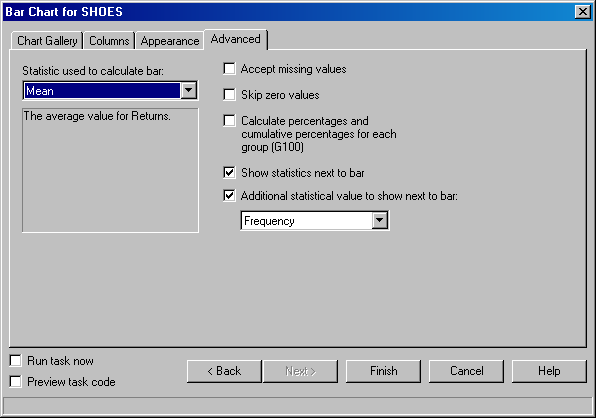 Bar Chart for SHOES
Chart Gallery
Columns
Appearance
Advanced
Statistic used to calculate bar:
Mean
The average value for Returns.
Accept missing values
Skip zero values
Calculate percentages and
cumulative percentages for each
group (G100)
Show statistics next to bar
Additional statistical value to show next to bar:
Frequency
Run task now
Preview task code
< Back
Next >
Finish
Cancel
Help